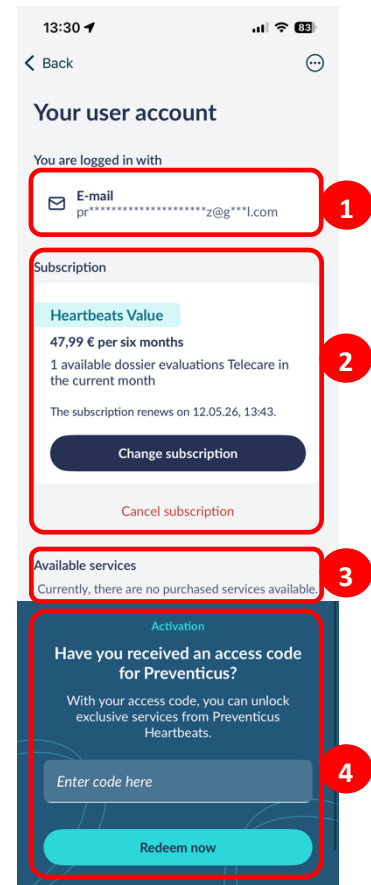 13:30
83
Back
Your user account
You are logged in with
E-mail
pr*********************z@g***l.com
1
Subscription
Heartbeats Value
47,99 € per six months
1 available dossier evaluations Telecare in
the current month
2
The subscription renews on 12.05.26, 13:43.
Change subscription
Cancel subscription
Available services
3
Currently, there are no purchased services available.
Activation
Have you received an access code
for Preventicus?
With your access code, you can unlock
exclusive services from Preventicus
Heartbeats.
4
Enter code here
Redeem now